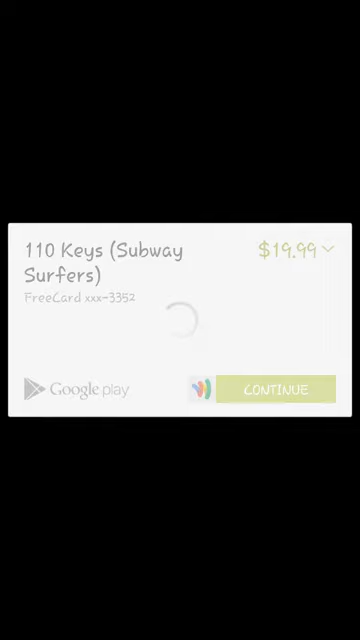 110 Keys (Subway
Surfers)
$19.99
FreeCard xxx-3352
Google play
CONTINUE